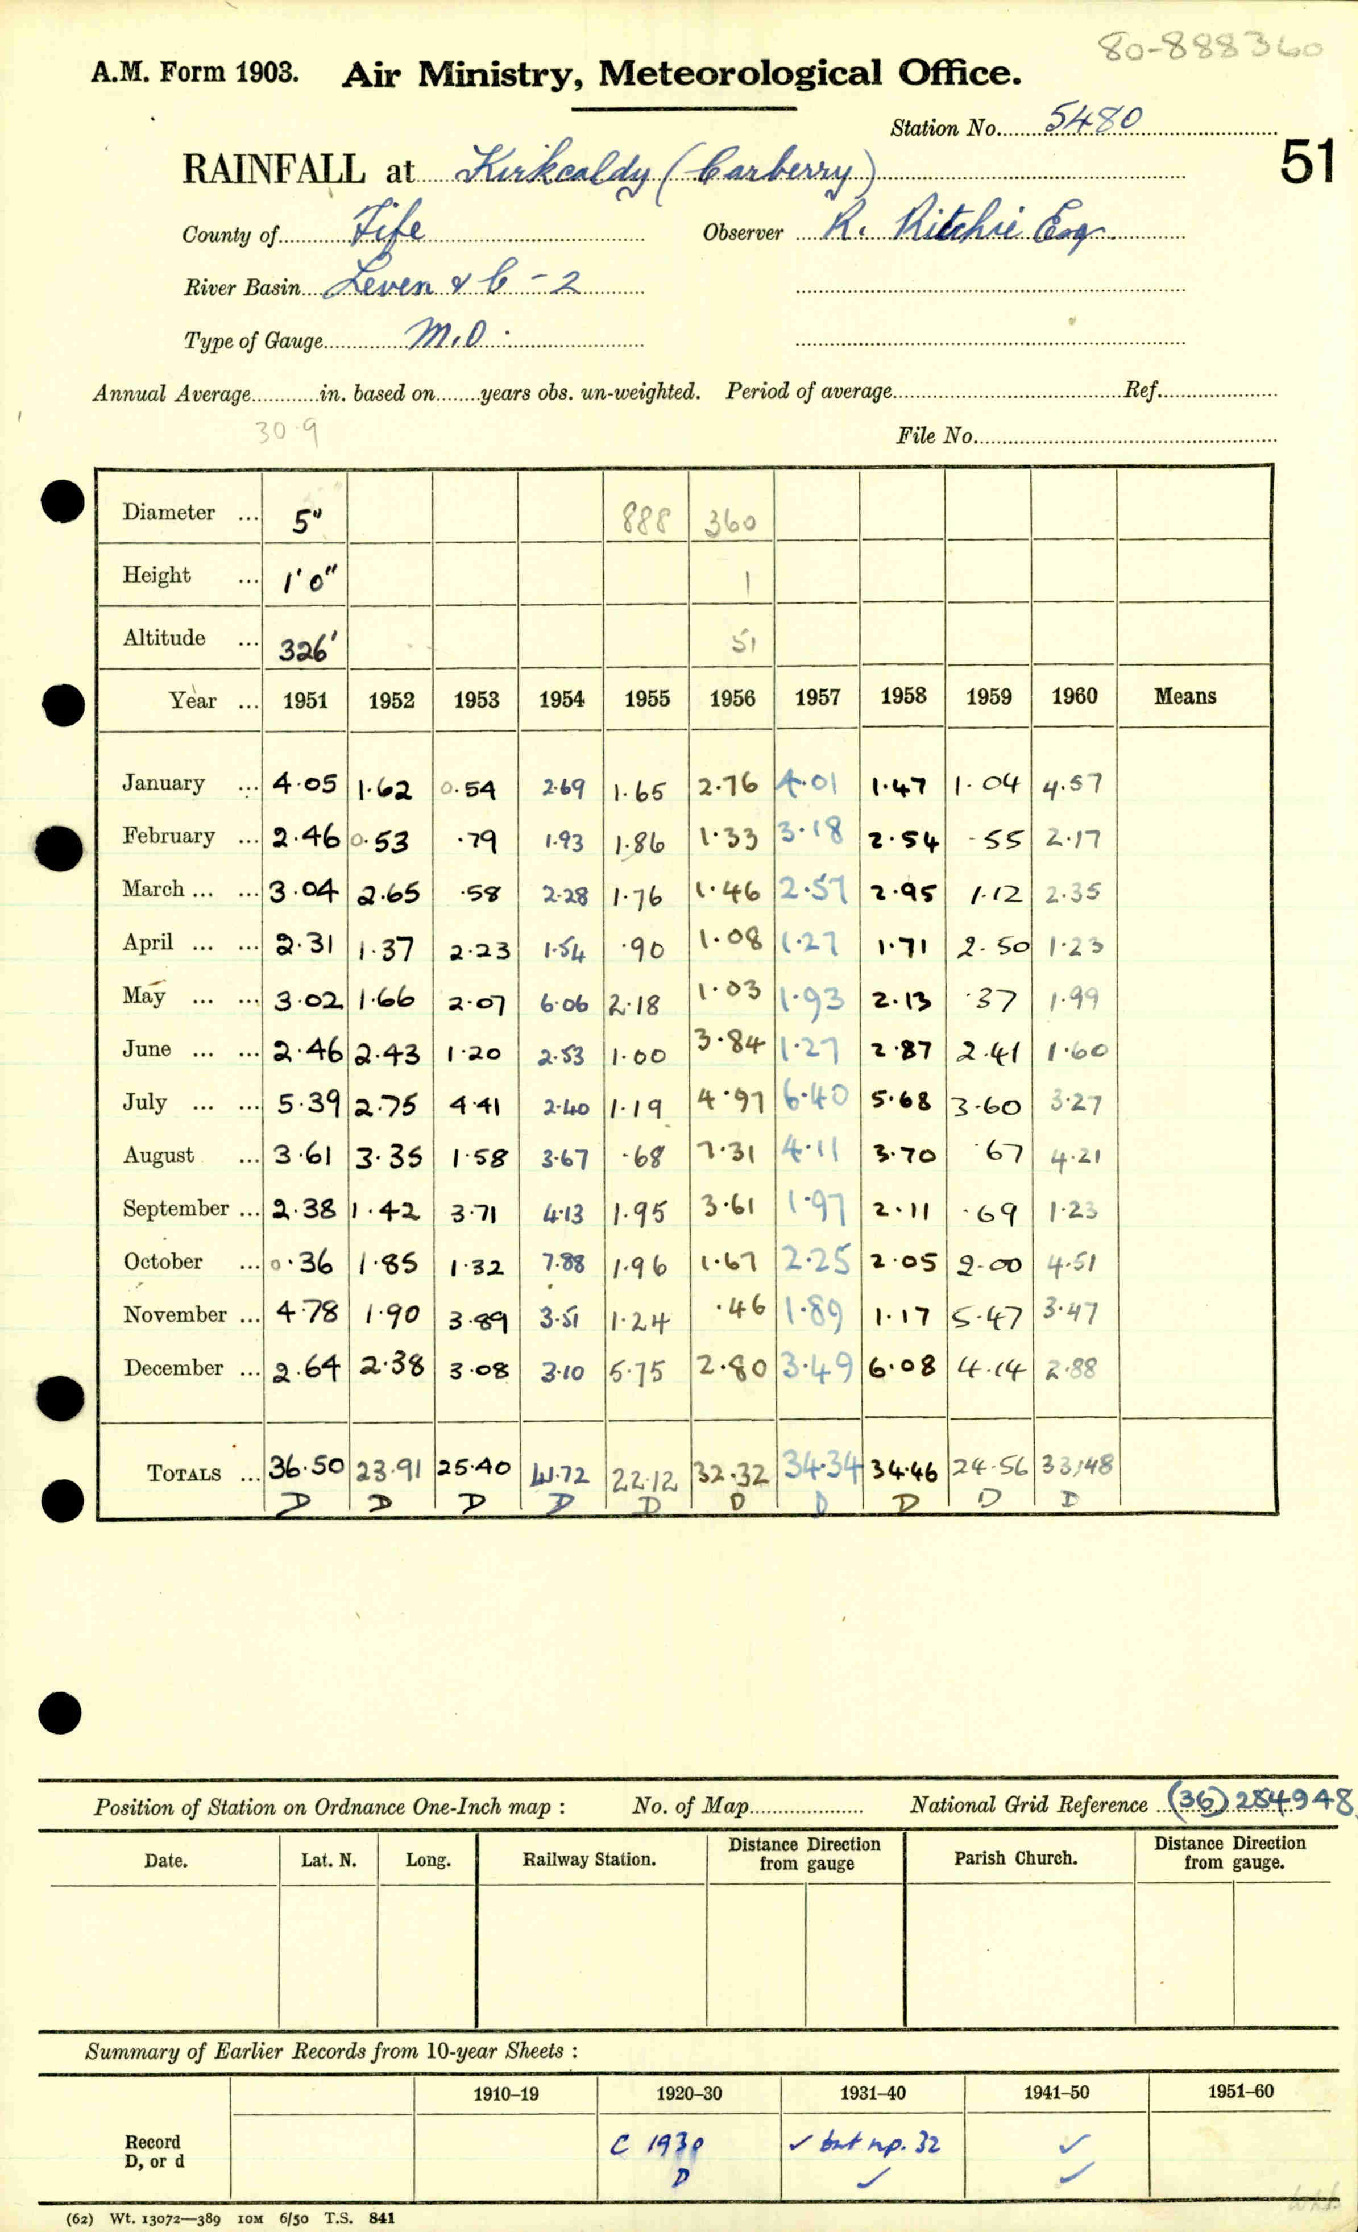 80-888360
A.M. Form 1903. Air Ministry, Meteorological Office.
Station No. 5480
51
RAINFALL at Kirkcaldy (Carberry)
County of Fife Observer R. Ritchie Esq.
River Basin Leven & C - 2
Type of Gauge M.O.
Annual Average............in. based on........years obs. un-weighted. Period of average............Ref............
30.9
File No.
Diameter ... 5" 888 360
Height ... 1' 0" 1
Altitude ... 326' 51
Year ... 1951 1952 1953 1954 1955 1956 1957 1958 1959 1960 Means
January ... 4.05 1.62 0.54 2.69 1.65 2.76 4.01 1.47 1.04 4.57
February ... 2.46 0.53 .79 1.93 1.86 1.33 3.18 2.54 .55 2.17
March ... ... 3.04 2.65 .58 2.28 1.76 1.46 2.57 2.95 1.12 2.35
April ... ... 2.31 1.37 2.23 1.54 .90 1.08 1.27 1.71 2.50 1.23
May ... ... 3.02 1.66 2.07 6.06 2.18 1.03 1.93 2.13 .37 1.99
June ... ... 2.46 2.43 1.20 2.53 1.00 3.84 1.27 2.87 2.41 1.60
July ... ... 5.39 2.75 4.41 2.40 1.19 4.97 6.40 5.68 3.60 3.27
August ... 3.61 3.35 1.58 3.67 .68 7.31 4.11 3.70 .67 4.21
September ... 2.38 1.42 3.71 4.13 1.95 3.61 1.97 2.11 .69 1.23
October ... 0.36 1.85 1.32 7.88 1.96 1.67 2.25 2.05 2.00 4.51
November ... 4.78 1.90 3.89 3.51 1.24 .46 1.89 1.17 5.47 3.47
December ... 2.64 2.38 3.08 3.10 5.75 2.80 3.49 6.08 4.14 2.88
TOTALS ... 36.50 23.91 25.40 41.72 22.12 32.32 34.34 34.46 24.56 33.48
D D D D D D D D D D
Position of Station on Ordnance One-Inch map : No. of Map............ National Grid Reference (36) 284948
Date. Lat. N. Long. Railway Station. Distance Direction from gauge Parish Church. Distance Direction from gauge.
Summary of Earlier Records from 10-year Sheets :
1910–19 1920–30 1931–40 1941–50 1951–60
Record C 1930 ✓ but np. 32 ✓
D, or d D ✓ ✓
(62) Wt. 13072—389 10M 6/50 T.S. 841